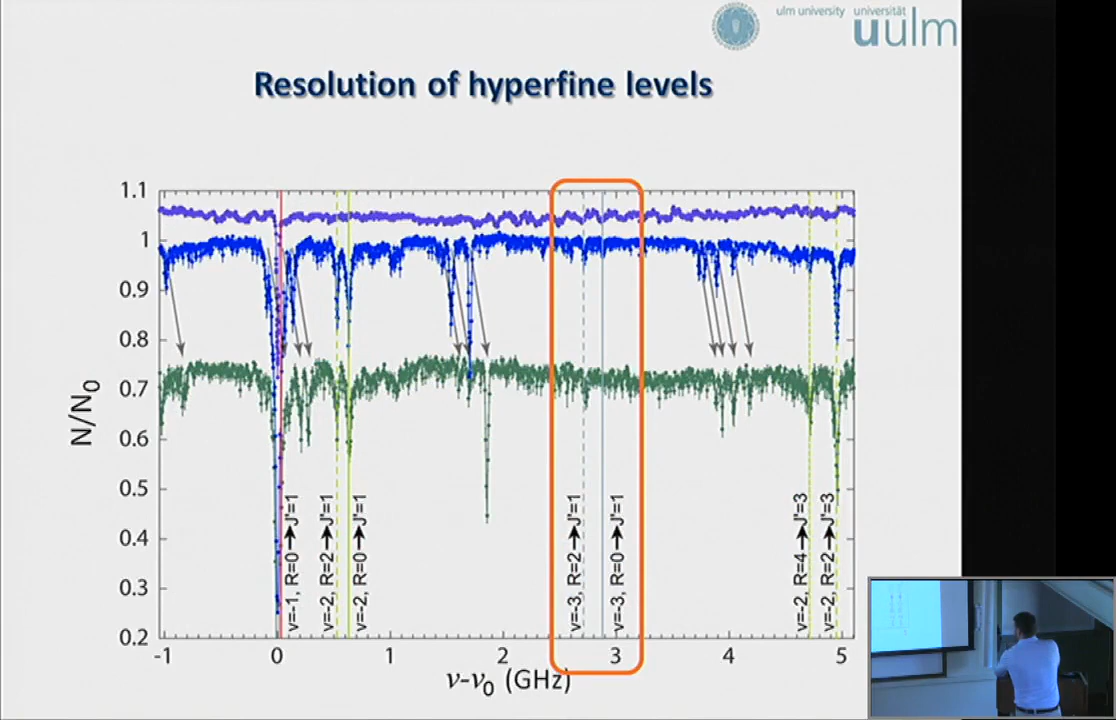 ulm university universität
uulm
Resolution of hyperfine levels
1.1
1
0.9
0.8
0.7
0.6
0.5
0.4
0.3
0.2
N/N0
-1
0
1
2
3
4
5
v=-1, R=0→J'=1
v=-2, R=2→J'=1
v=-2, R=0→J'=1
v=-3, R=2→J'=1
v=-3, R=0→J'=1
v=-2, R=4→J'=3
v=-2, R=2→J'=3
ν-ν0 (GHz)